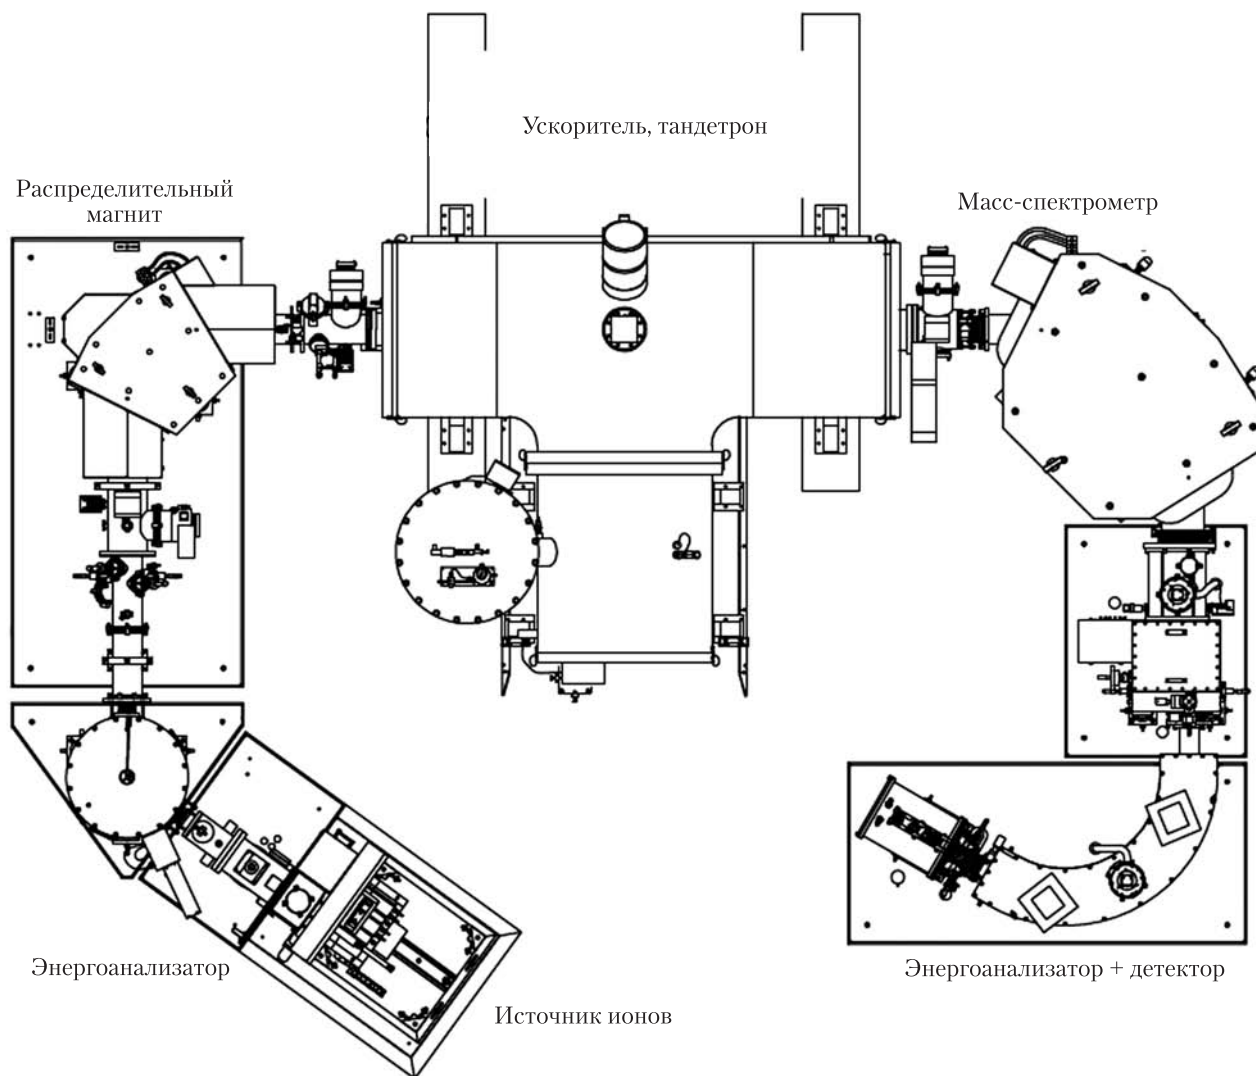 Ускоритель, тандетрон
Распределительный
магнит
Масс-спектрометр
Энергоанализатор
Энергоанализатор + детектор
Источник ионов